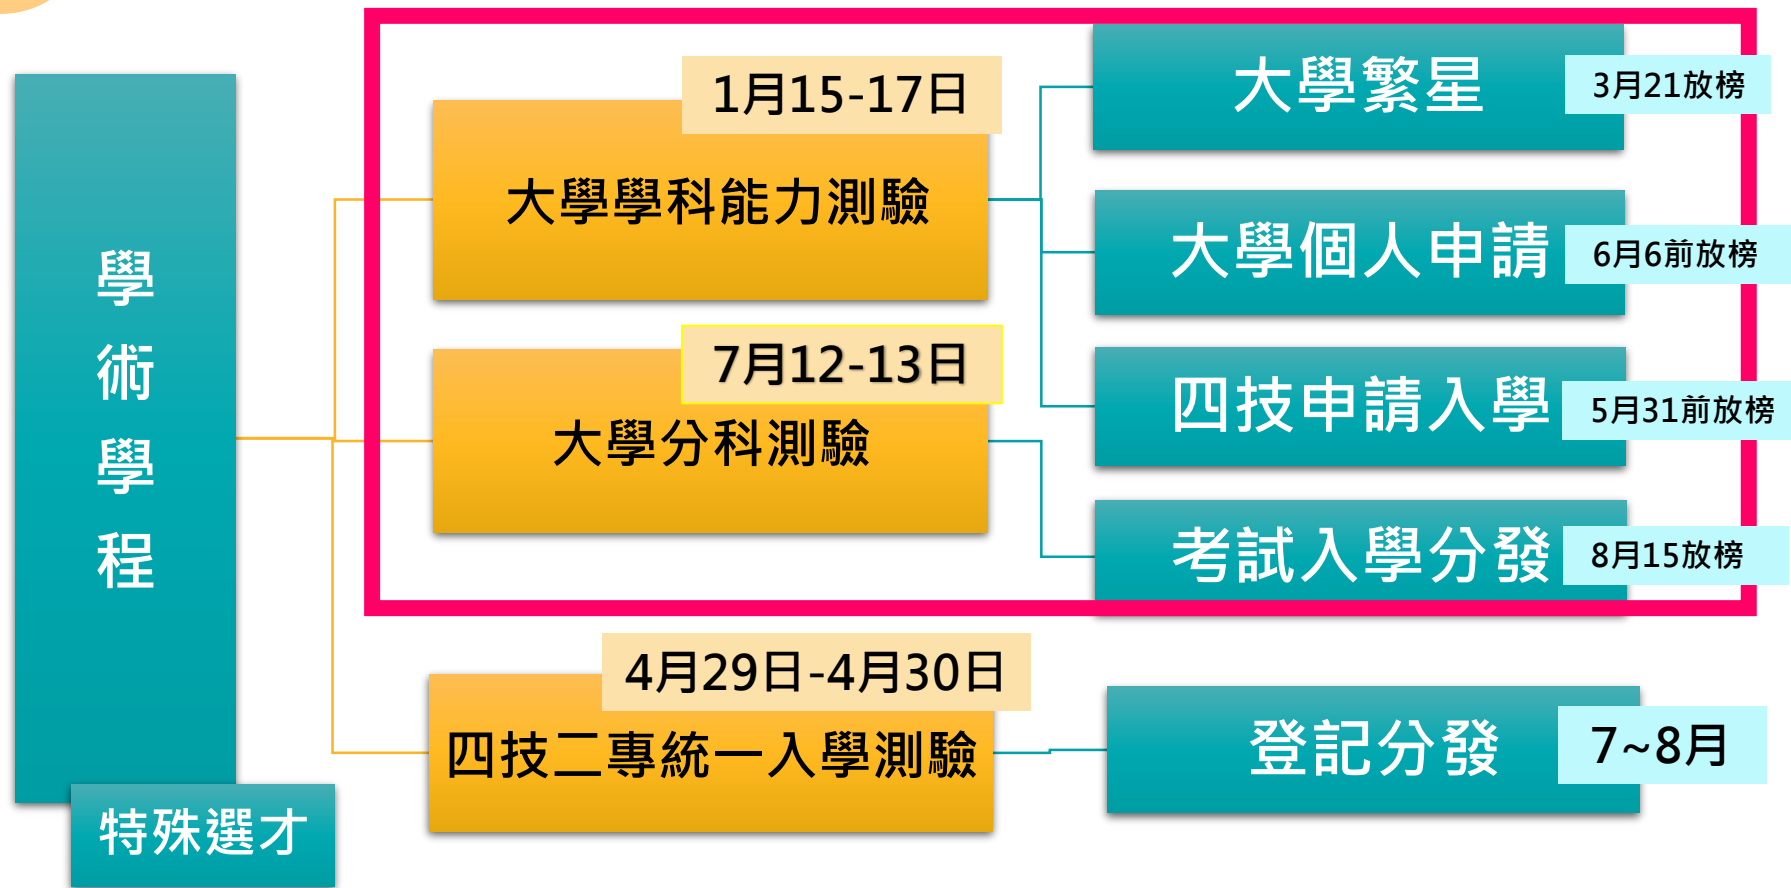 學術學程
特殊選才
1月15-17日
大學學科能力測驗
7月12-13日
大學分科測驗
4月29日-4月30日
四技二專統一入學測驗
大學繁星
3月21放榜
大學個人申請
6月6前放榜
四技申請入學
5月31前放榜
考試入學分發
8月15放榜
登記分發
7~8月